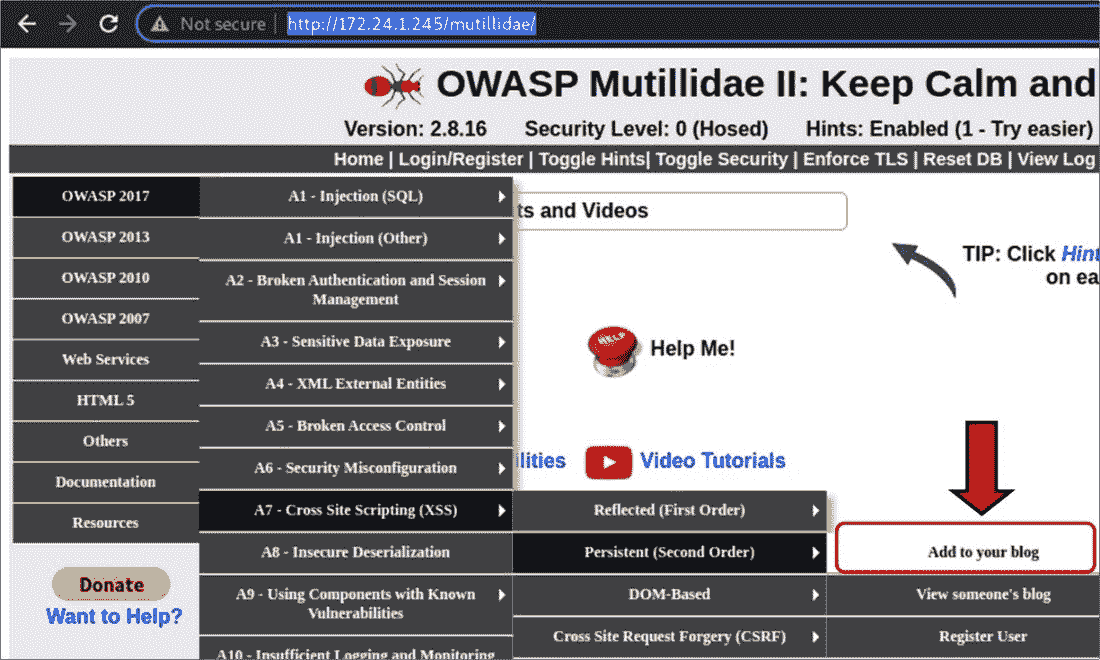 Not secure | http://172.24.1.245/mutillidae/
OWASP Mutillidae II: Keep Calm and
Version: 2.8.16 Security Level: 0 (Hosed) Hints: Enabled (1 - Try easier)
Home | Login/Register | Toggle Hints| Toggle Security | Enforce TLS | Reset DB | View Log
OWASP 2017
OWASP 2013
OWASP 2010
OWASP 2007
Web Services
HTML 5
Others
Documentation
Resources
Donate
Want to Help?
A1 - Injection (SQL)
A1 - Injection (Other)
A2 - Broken Authentication and Session
Management
A3 - Sensitive Data Exposure
A4 - XML External Entities
A5 - Broken Access Control
A6 - Security Misconfiguration
A7 - Cross Site Scripting (XSS)
A8 - Insecure Deserialization
A9 - Using Components with Known
Vulnerabilities
A10 - Insufficient Logging and Monitoring
Reflected (First Order)
Persistent (Second Order)
DOM-Based
Cross Site Request Forgery (CSRF)
Add to your blog
View someone's blog
Register User
ts and Videos
TIP: Click Hint
on ea
HELP
Help Me!
ilities
Video Tutorials